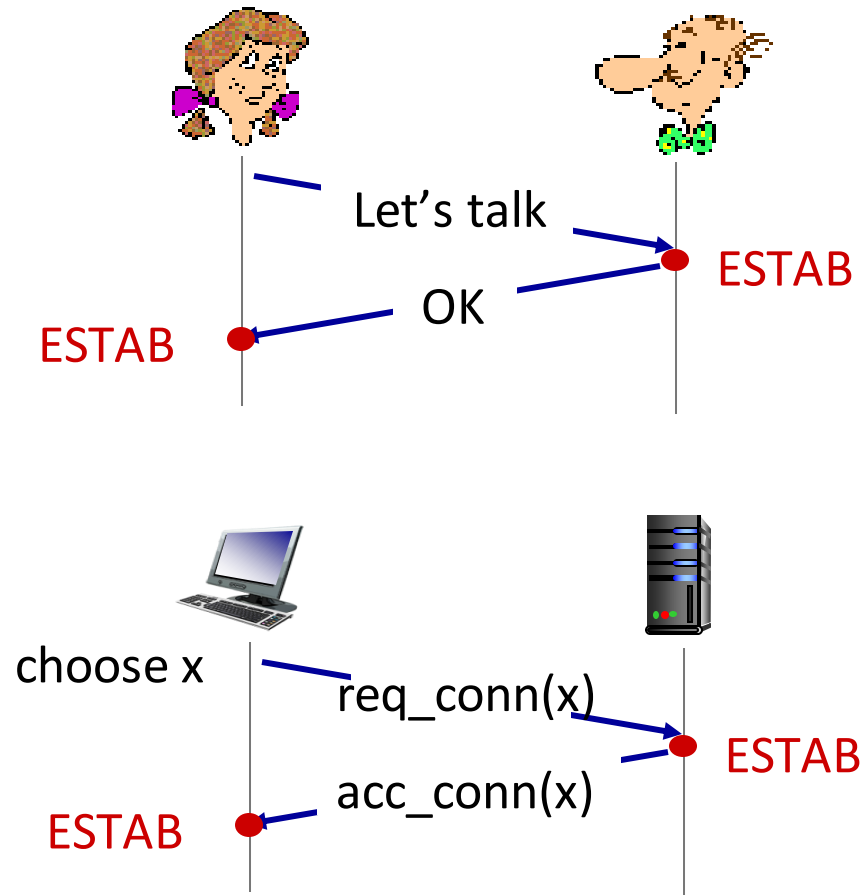 Let’s talk
ESTAB
OK
ESTAB
choose x
req_conn(x)
ESTAB
acc_conn(x)
ESTAB